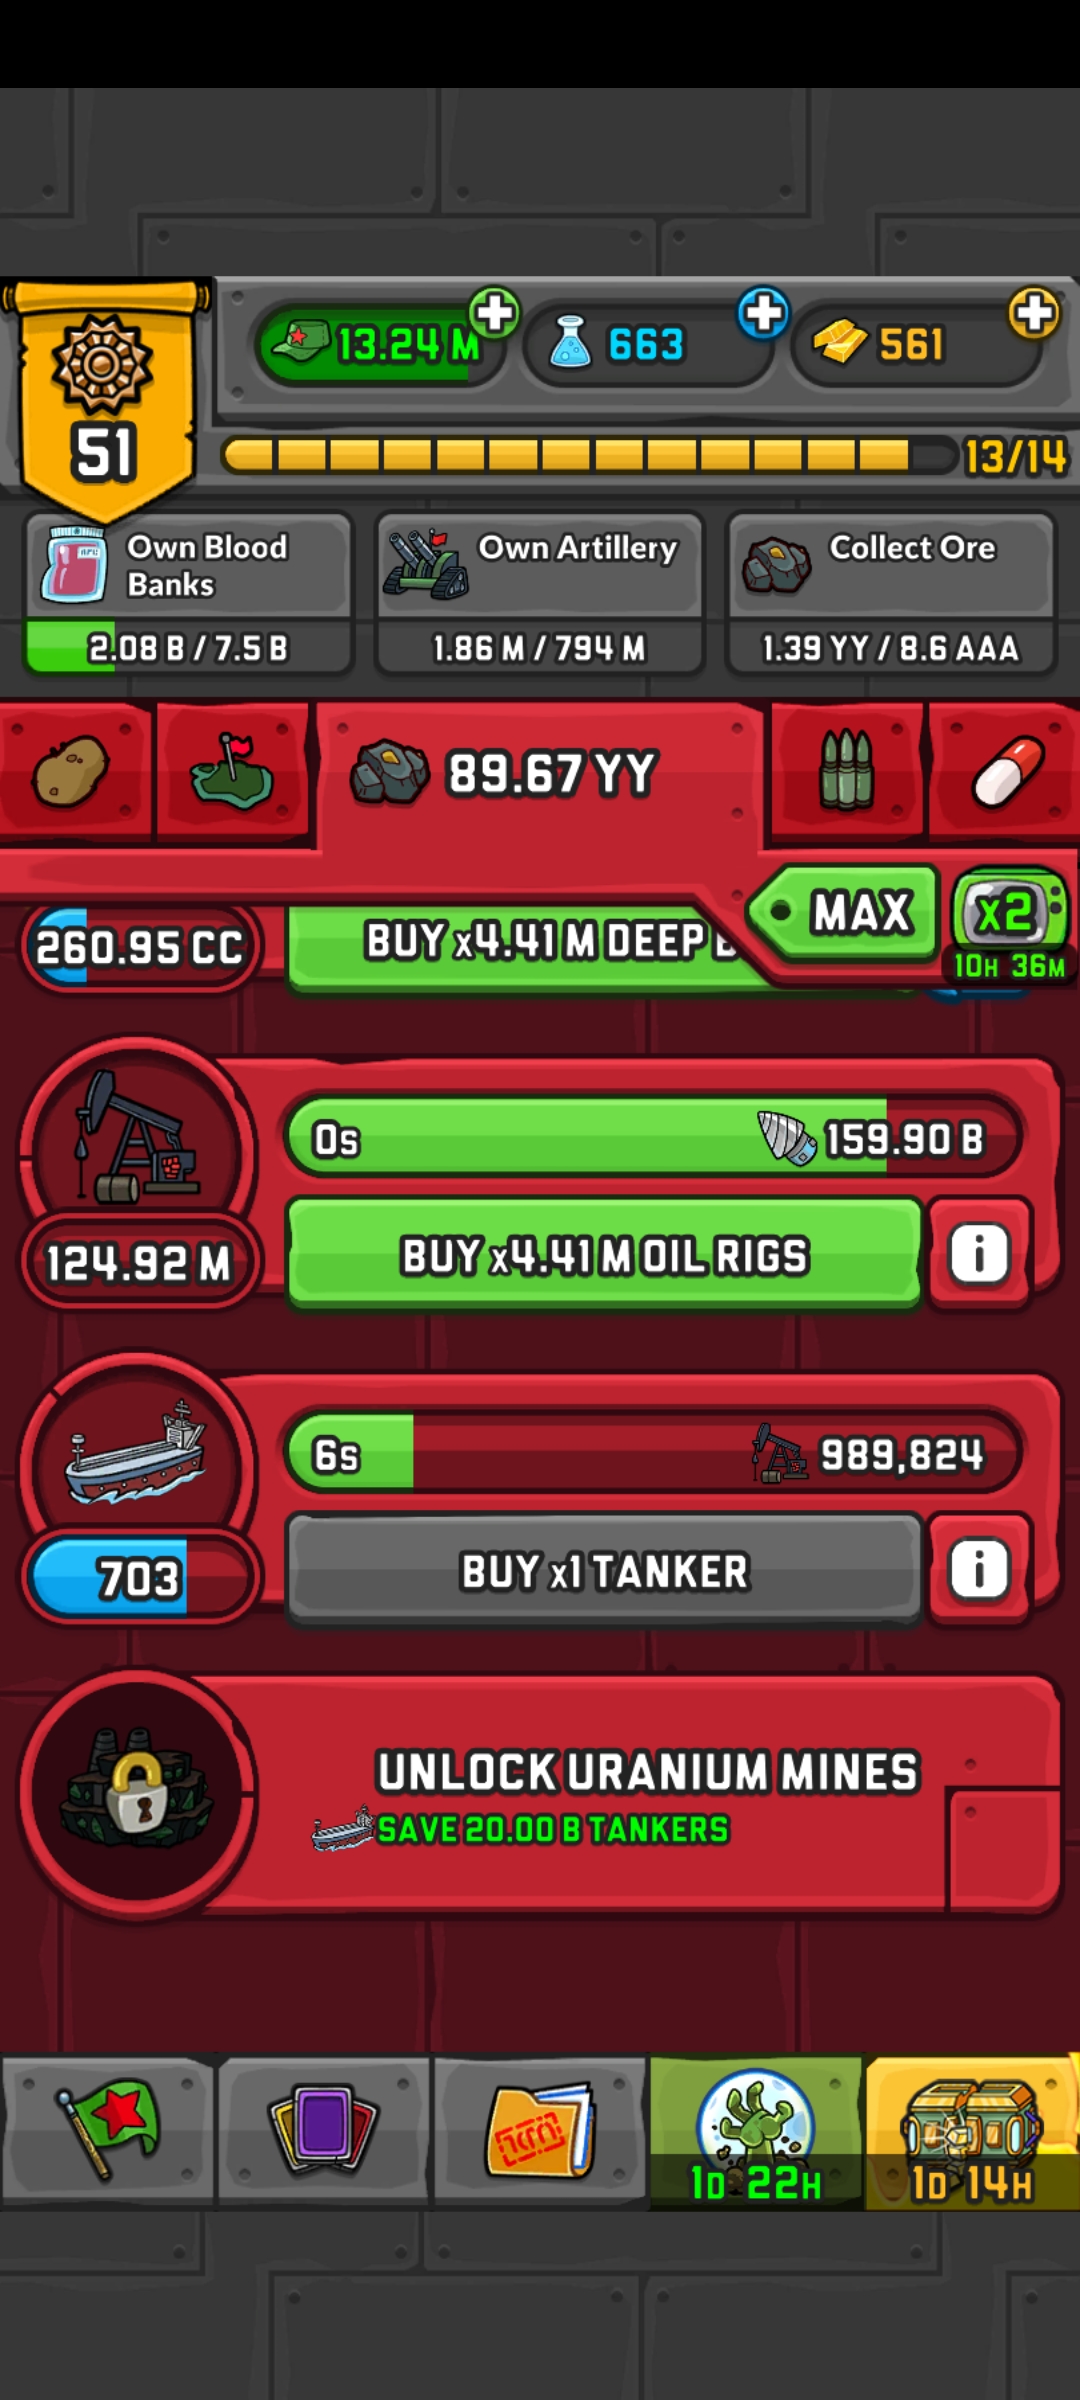 13.24 M
663
561
51
13/14
Own Blood
Banks
2.08 B / 7.5 B
Own Artillery
1.86 M / 794 M
Collect Ore
1.39 YY / 8.6 AAA
89.67 YY
MAX
x2
10H 36M
260.95 CC
BUY x4.41 M DEEP
0s
159.90 B
124.92 M
BUY x4.41 M OIL RIGS
i
6s
989,824
703
BUY x1 TANKER
i
UNLOCK URANIUM MINES
SAVE 20.00 B TANKERS
1D 22H
1D 14H